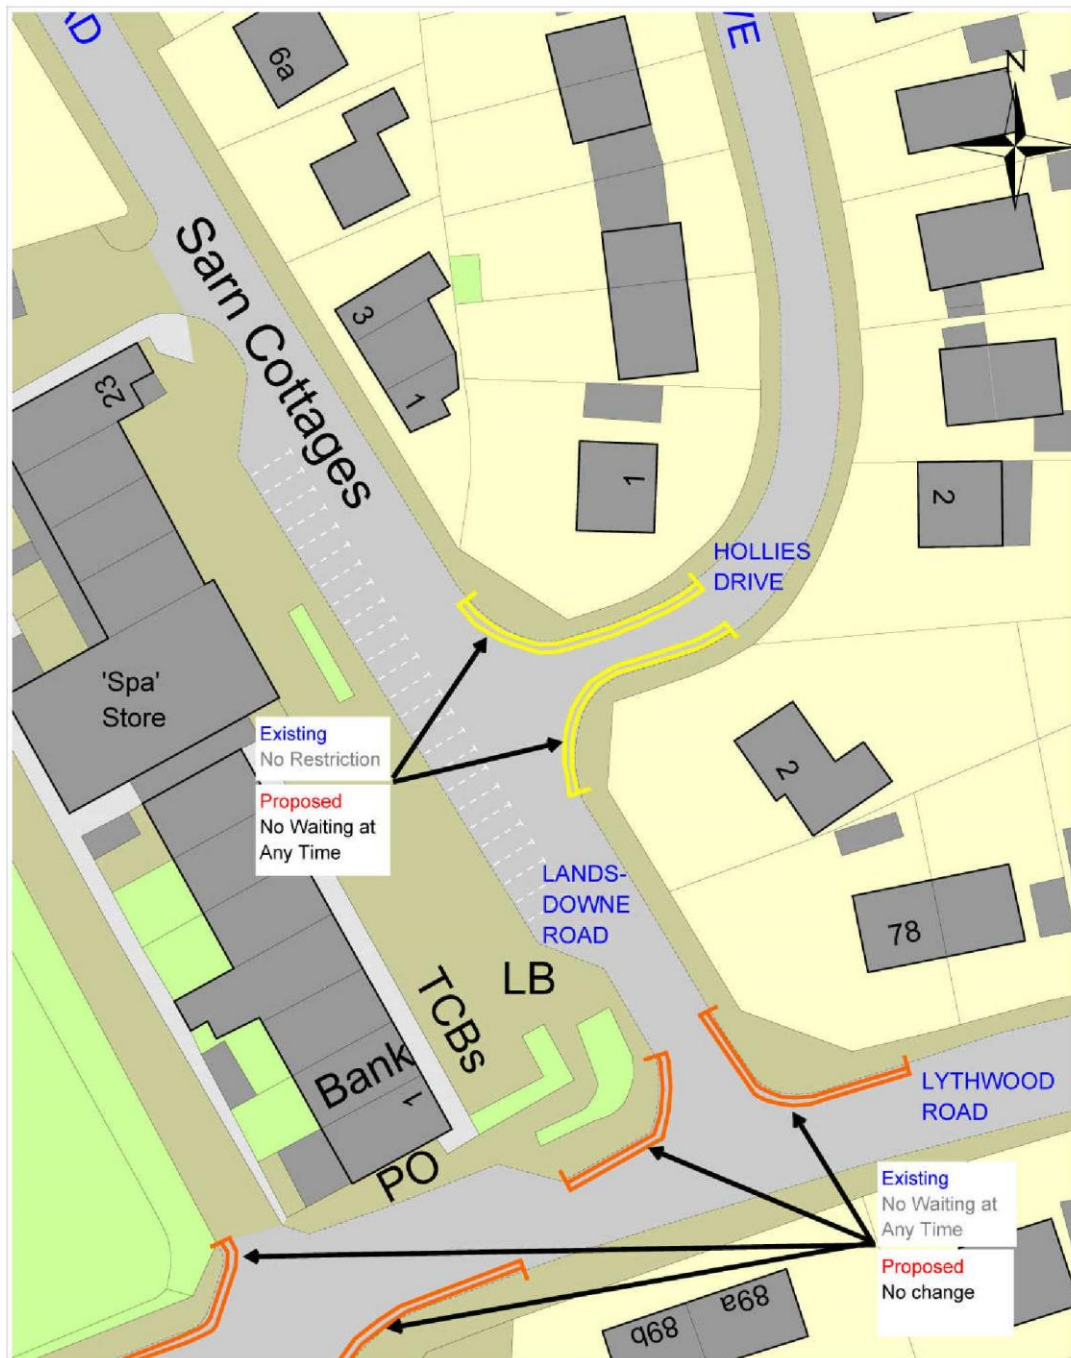 AD
VE
6a
N
Sarn Cottages
3
1
23
1
2
HOLLIES
DRIVE
'Spa'
Store
Existing
No Restriction
Proposed
No Waiting at
Any Time
2
78
LANDS-
DOWNE
ROAD
LB
TCBs
Bank
1
PO
LYTHWOOD
ROAD
Existing
No Waiting at
Any Time
Proposed
No change
89b
89a